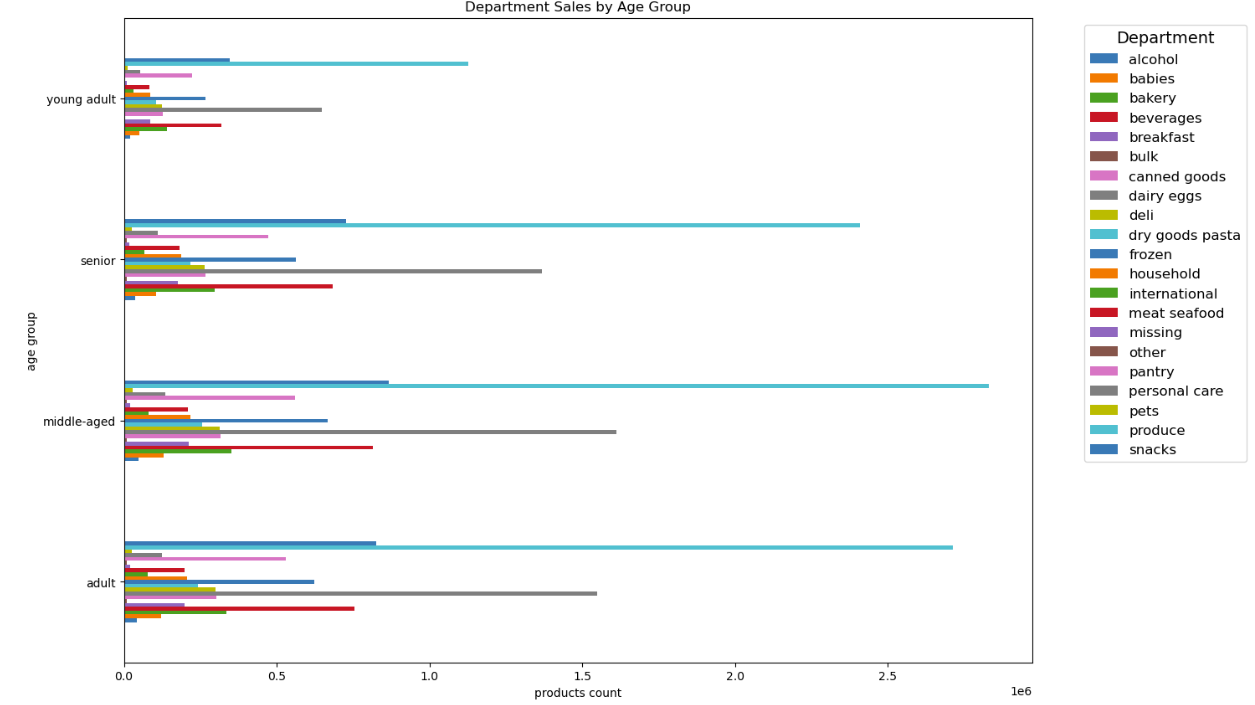 Department Sales by Age Group
young adult
senior
middle-aged
adult
age group
0.0
0.5
1.0
1.5
2.0
2.5
1e6
products count
Department
alcohol
babies
bakery
beverages
breakfast
bulk
canned goods
dairy eggs
deli
dry goods pasta
frozen
household
international
meat seafood
missing
other
pantry
personal care
pets
produce
snacks